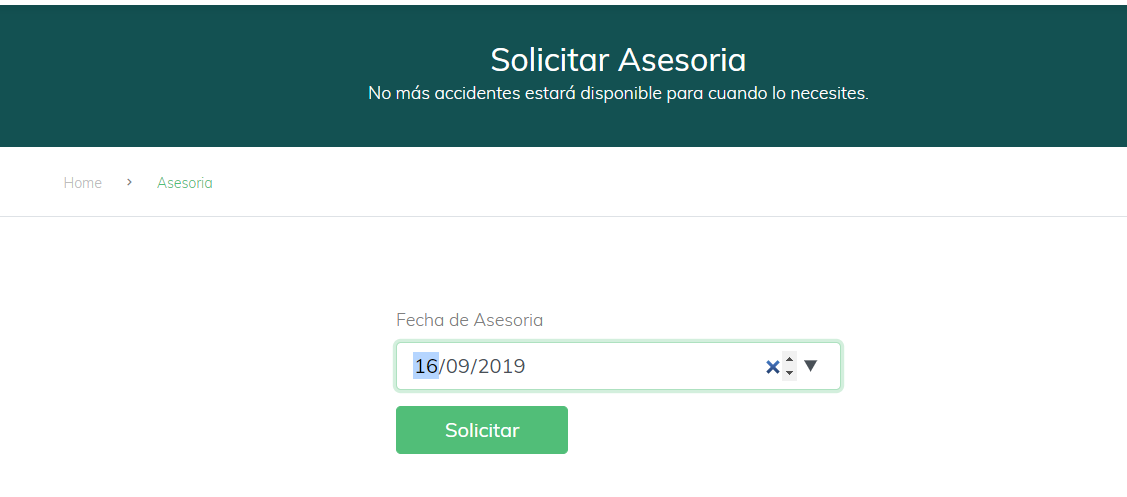 Solicitar Asesoria
No más accidentes estará disponible para cuando lo necesites.
Home > Asesoria
Fecha de Asesoria
16/09/2019
Solicitar